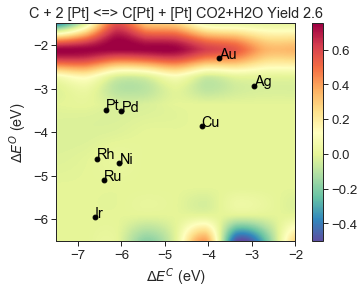 C + 2 [Pt] <=> C[Pt] + [Pt] CO2+H2O Yield 2.6
−2
−3
−4
−5
−6
ΔE^O (eV)
Au
Ag
Pt
Pd
Cu
Rh
Ni
Ru
Ir
−7
−6
−5
−4
−3
−2
ΔE^C (eV)
0.6
0.4
0.2
0.0
−0.2
−0.4